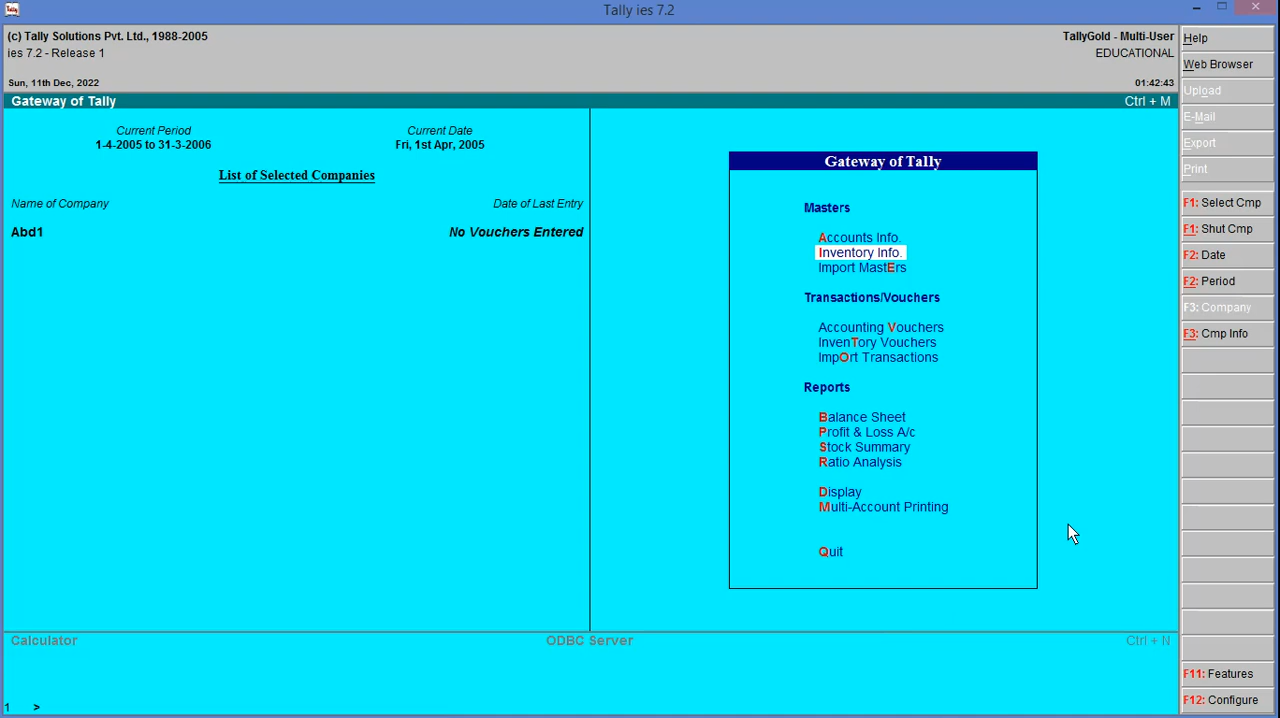 Tally
Tally ies 7.2
(c) Tally Solutions Pvt. Ltd., 1988-2005
TallyGold - Multi-User
ies 7.2 - Release 1
EDUCATIONAL
Sun, 11th Dec, 2022
01:42:43
Gateway of Tally
Ctrl + M
Current Period
Current Date
1-4-2005 to 31-3-2006
Fri, 1st Apr, 2005
List of Selected Companies
Name of Company
Date of Last Entry
Abd1
No Vouchers Entered
Gateway of Tally
Masters
Accounts Info.
Inventory Info.
Import MastErs
Transactions/Vouchers
Accounting Vouchers
InvenTory Vouchers
ImpOrt Transactions
Reports
Balance Sheet
Profit & Loss A/c
Stock Summary
Ratio Analysis
Display
Multi-Account Printing
Quit
Help
Web Browser
Upload
E-Mail
Export
Print
F1: Select Cmp
F1: Shut Cmp
F2: Date
F2: Period
F3: Company
F3: Cmp Info
F11: Features
F12: Configure
Calculator
ODBC Server
Ctrl + N
1 >